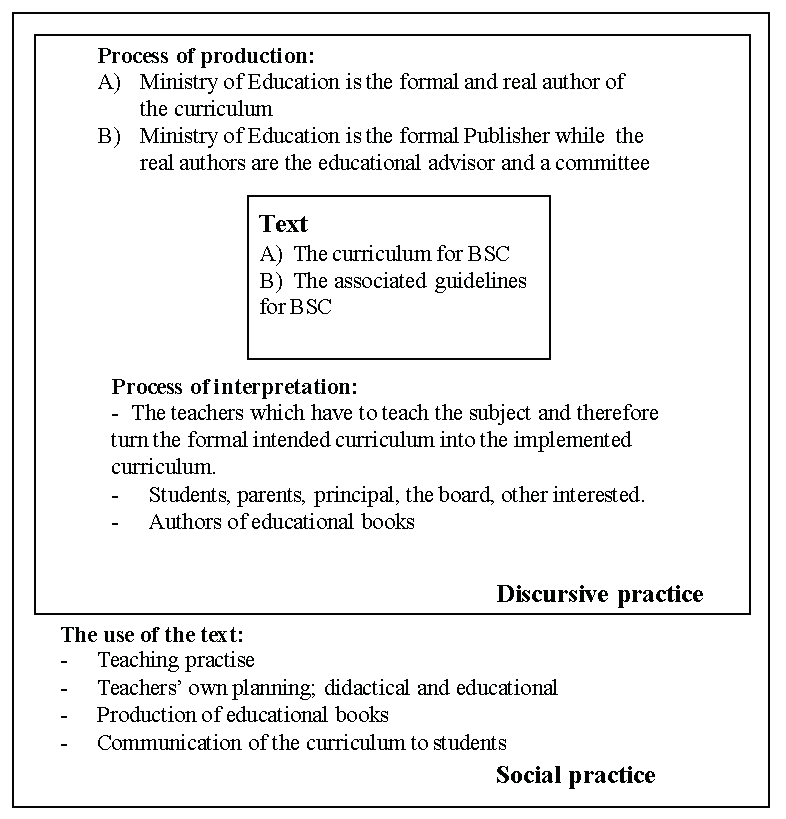 Process of production:
A) Ministry of Education is the formal and real author of
the curriculum
B) Ministry of Education is the formal Publisher while the
real authors are the educational advisor and a committee
Text
A) The curriculum for BSC
B) The associated guidelines
for BSC
Process of interpretation:
- The teachers which have to teach the subject and therefore
turn the formal intended curriculum into the implemented
curriculum.
- Students, parents, principal, the board, other interested.
- Authors of educational books
Discursive practice
The use of the text:
- Teaching practise
- Teachers’ own planning; didactical and educational
- Production of educational books
- Communication of the curriculum to students
Social practice